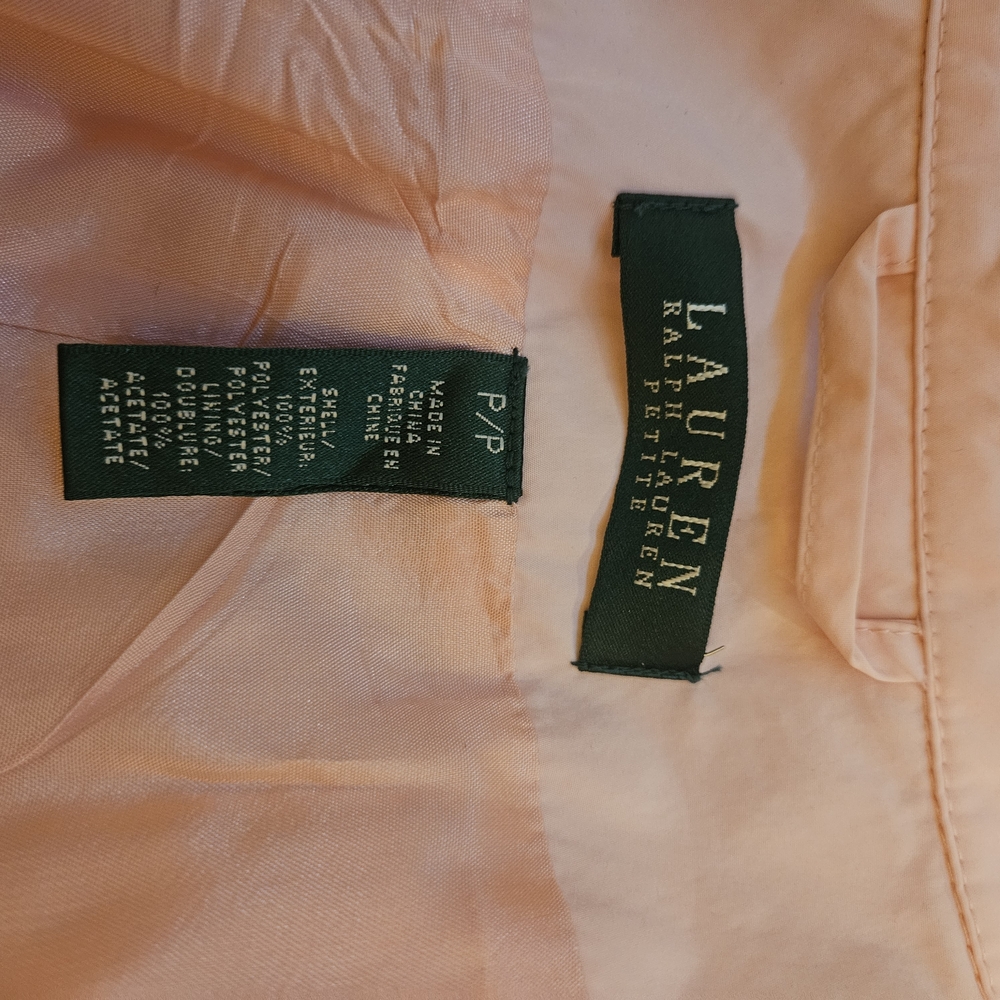 LAUREN
RALPH LAUREN
PETITE
P/P
MADE IN
CHINA
FABRIQUE EN
CHINE
SHELL/
EXTERIEUR:
100%
POLYESTER/
POLYESTER
LINING/
DOUBLURE:
100%
ACETATE/
ACETATE